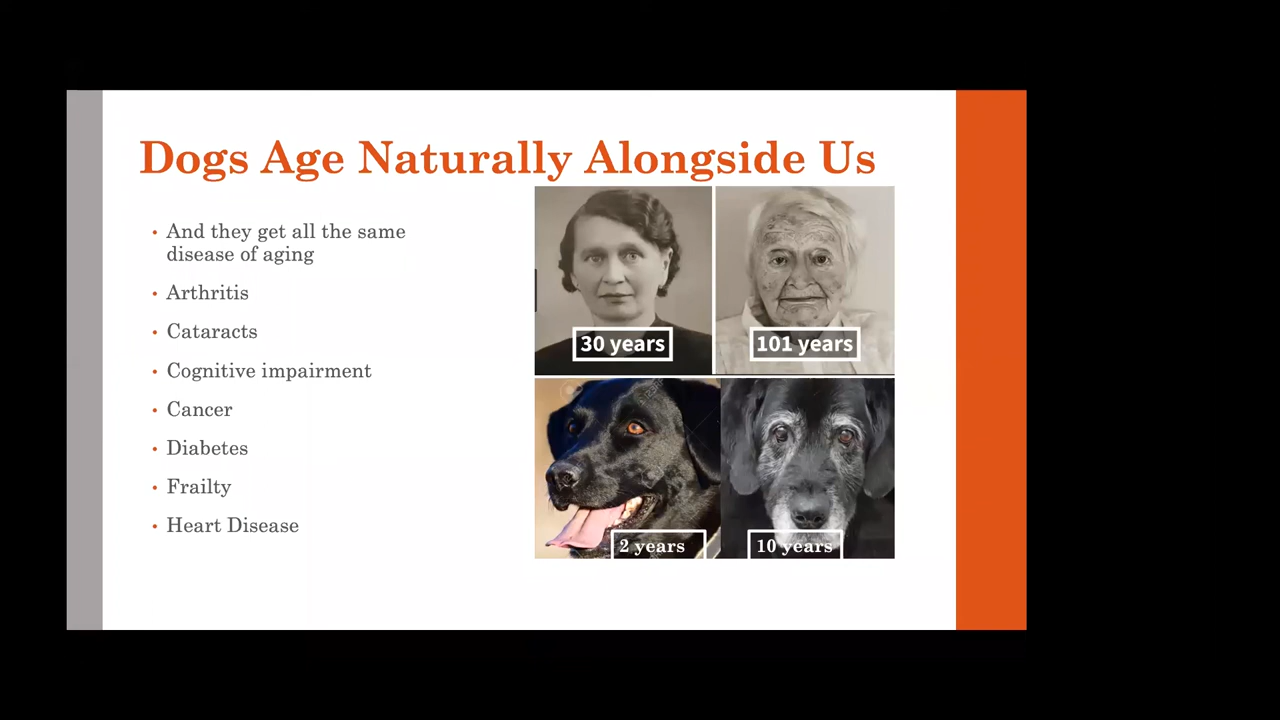 Dogs Age Naturally Alongside Us
• And they get all the same
disease of aging
• Arthritis
• Cataracts
• Cognitive impairment
• Cancer
• Diabetes
• Frailty
• Heart Disease
30 years
101 years
2 years
10 years